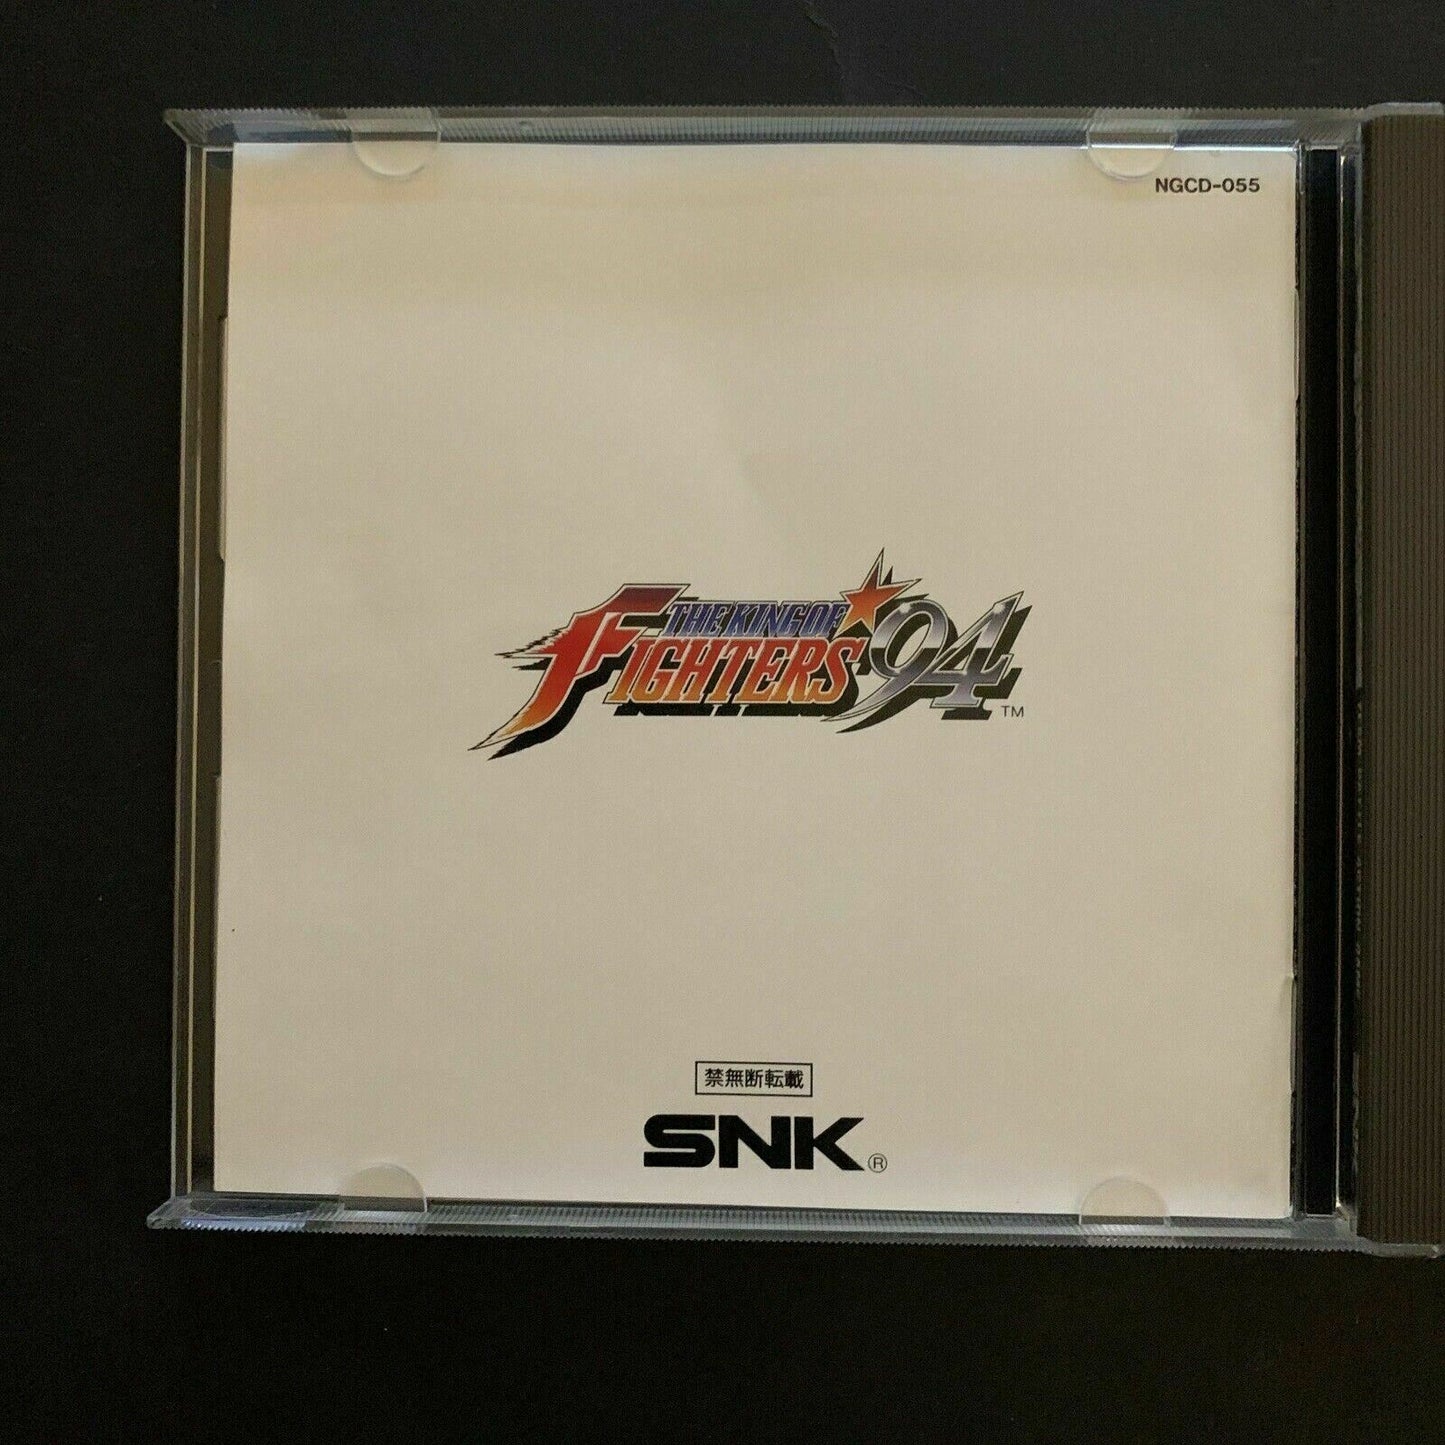 NGCD-055
THE KING OF
FIGHTERS '94
TM
禁無断転載
SNK®